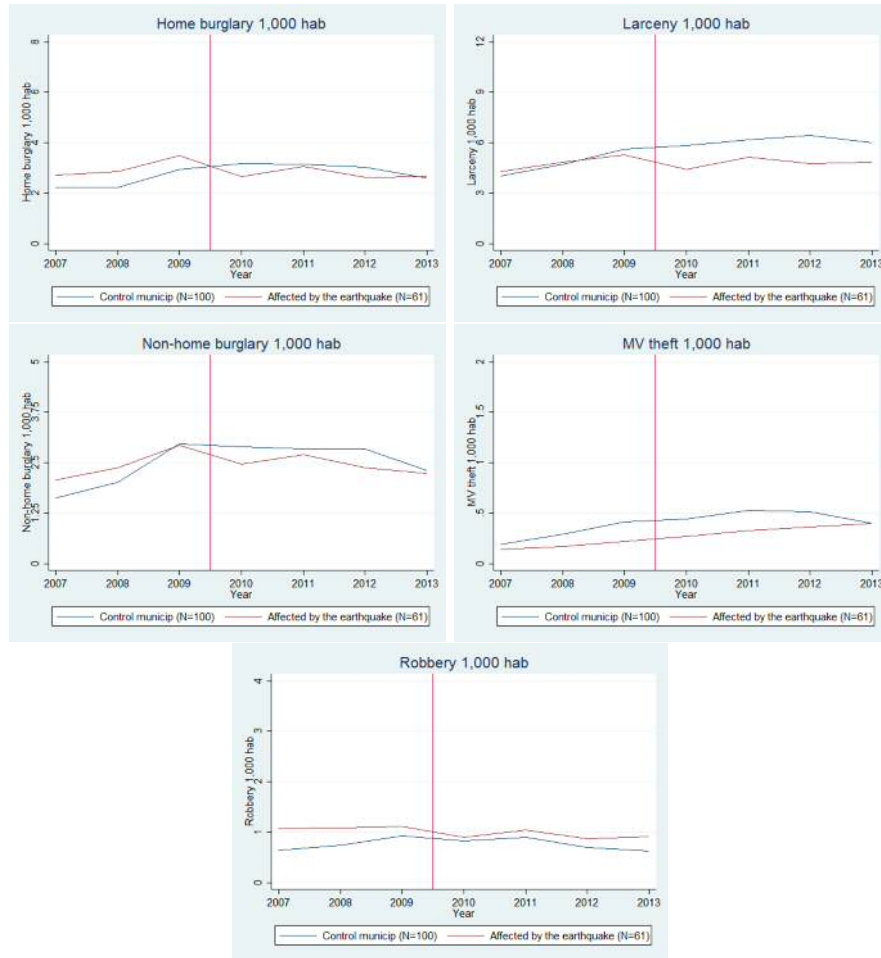 Home burglary 1,000 hab
Home burglary 1,000 hab
8
6
4
2
0
2007 2008 2009 2010 2011 2012 2013
Year
Control municip (N=100) Affected by the earthquake (N=61)
Larceny 1,000 hab
Larceny 1,000 hab
12
9
6
3
0
2007 2008 2009 2010 2011 2012 2013
Year
Control municip (N=100) Affected by the earthquake (N=61)
Non-home burglary 1,000 hab
Non-home burglary 1,000 hab
5
3.75
2.5
1.25
0
2007 2008 2009 2010 2011 2012 2013
Year
Control municip (N=100) Affected by the earthquake (N=61)
MV theft 1,000 hab
MV theft 1,000 hab
2
1.5
1
.5
0
2007 2008 2009 2010 2011 2012 2013
Year
Control municip (N=100) Affected by the earthquake (N=61)
Robbery 1,000 hab
Robbery 1,000 hab
4
3
2
1
0
2007 2008 2009 2010 2011 2012 2013
Year
Control municip (N=100) Affected by the earthquake (N=61)